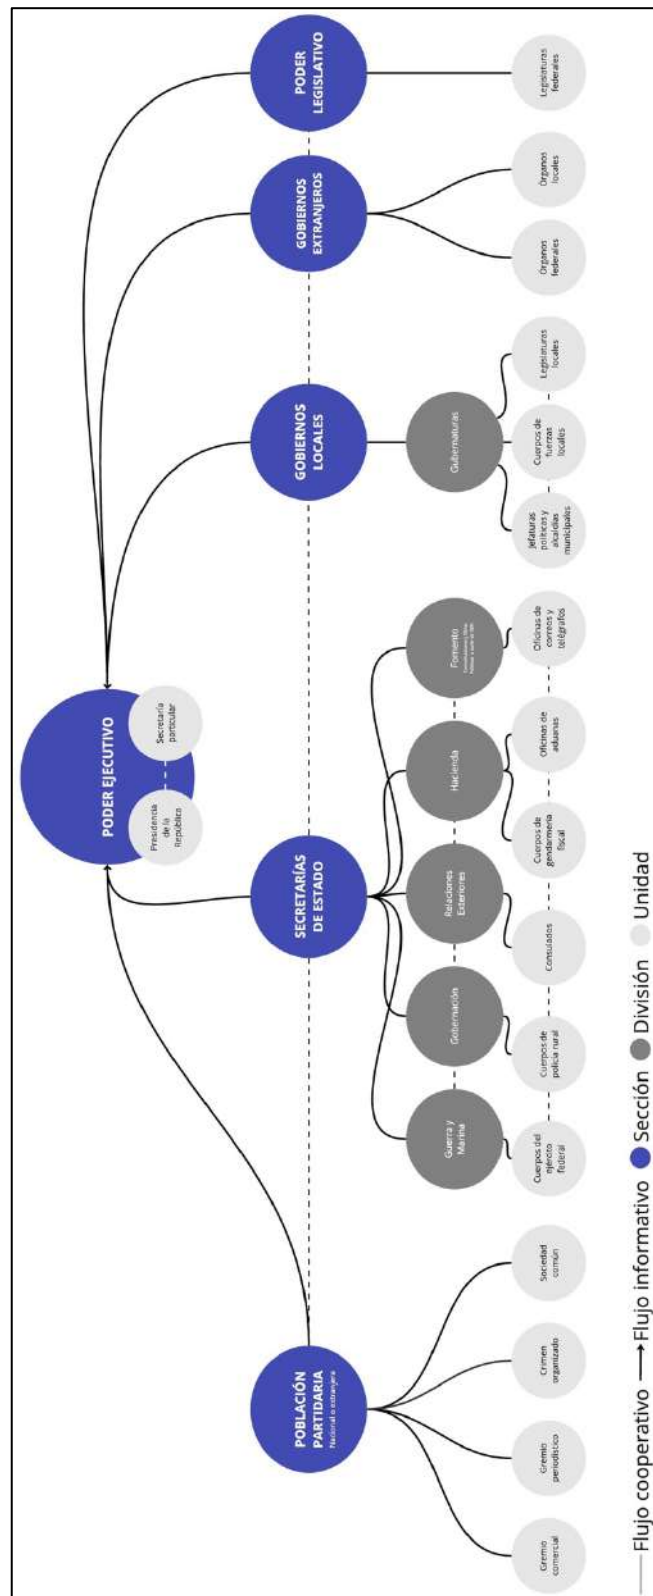 PODER EJECUTIVO
Presidencia
de la
República
Secretaría
particular
POBLACIÓN
PARTIDARIA
Nacional o extranjera
SECRETARÍAS
DE ESTADO
GOBIERNOS
LOCALES
GOBIERNOS
EXTRANJEROS
PODER
LEGISLATIVO
Guerra y
Marina
Gobernación
Relaciones
Exteriores
Hacienda
Fomento
Gubernaturas
Gremio
comercial
Gremio
periodístico
Crimen
organizado
Sociedad
común
Cuerpos del
ejército
federal
Cuerpos de
policía rural
Consulados
Cuerpos de
gendarmería
fiscal
Oficinas de
aduanas
Oficinas de
correos y
telégrafos
Jefaturas
políticas y
alcaldías
municipales
Cuerpos de
fuerzas
locales
Legislaturas
locales
Órganos
federales
Órganos
locales
Legislaturas
federales
Flujo cooperativo Flujo informativo Sección División Unidad